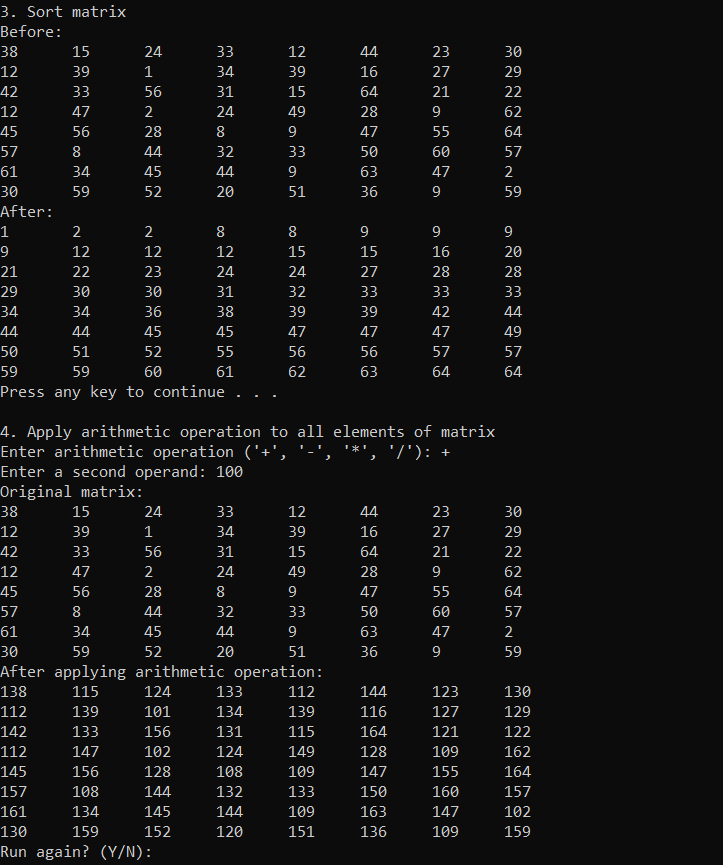 3. Sort matrix
Before:
38 15 24 33 12 44 23 30
12 39 1 34 39 16 27 29
42 33 56 31 15 64 21 22
12 47 2 24 49 28 9 62
45 56 28 8 9 47 55 64
57 8 44 32 33 50 60 57
61 34 45 44 9 63 47 2
30 59 52 20 51 36 9 59
After:
1 2 2 8 8 9 9 9
9 12 12 12 15 15 16 20
21 22 23 24 24 27 28 28
29 30 30 31 32 33 33 33
34 34 36 38 39 39 42 44
44 44 45 45 47 47 47 49
50 51 52 55 56 56 57 57
59 59 60 61 62 63 64 64
Press any key to continue . . .
4. Apply arithmetic operation to all elements of matrix
Enter arithmetic operation ('+', '-', '*', '/'): +
Enter a second operand: 100
Original matrix:
38 15 24 33 12 44 23 30
12 39 1 34 39 16 27 29
42 33 56 31 15 64 21 22
12 47 2 24 49 28 9 62
45 56 28 8 9 47 55 64
57 8 44 32 33 50 60 57
61 34 45 44 9 63 47 2
30 59 52 20 51 36 9 59
After applying arithmetic operation:
138 115 124 133 112 144 123 130
112 139 101 134 139 116 127 129
142 133 156 131 115 164 121 122
112 147 102 124 149 128 109 162
145 156 128 108 109 147 155 164
157 108 144 132 133 150 160 157
161 134 145 144 109 163 147 102
130 159 152 120 151 136 109 159
Run again? (Y/N):